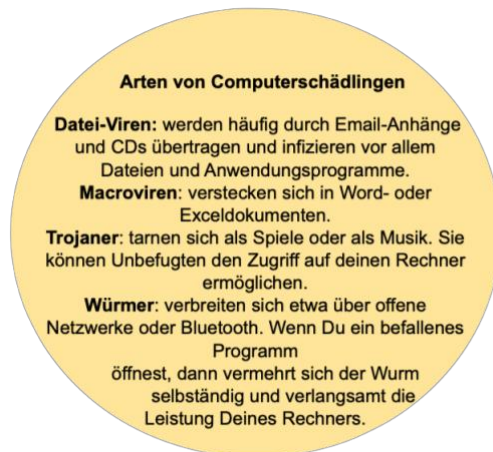 Arten von Computerschädlingen
Datei-Viren: werden häufig durch Email-Anhänge
und CDs übertragen und infizieren vor allem
Dateien und Anwendungsprogramme.
Macroviren: verstecken sich in Word- oder
Exceldokumenten.
Trojaner: tarnen sich als Spiele oder als Musik. Sie
können Unbefugten den Zugriff auf deinen Rechner
ermöglichen.
Würmer: verbreiten sich etwa über offene
Netzwerke oder Bluetooth. Wenn Du ein befallenes
Programm
öffnest, dann vermehrt sich der Wurm
selbständig und verlangsamt die
Leistung Deines Rechners.